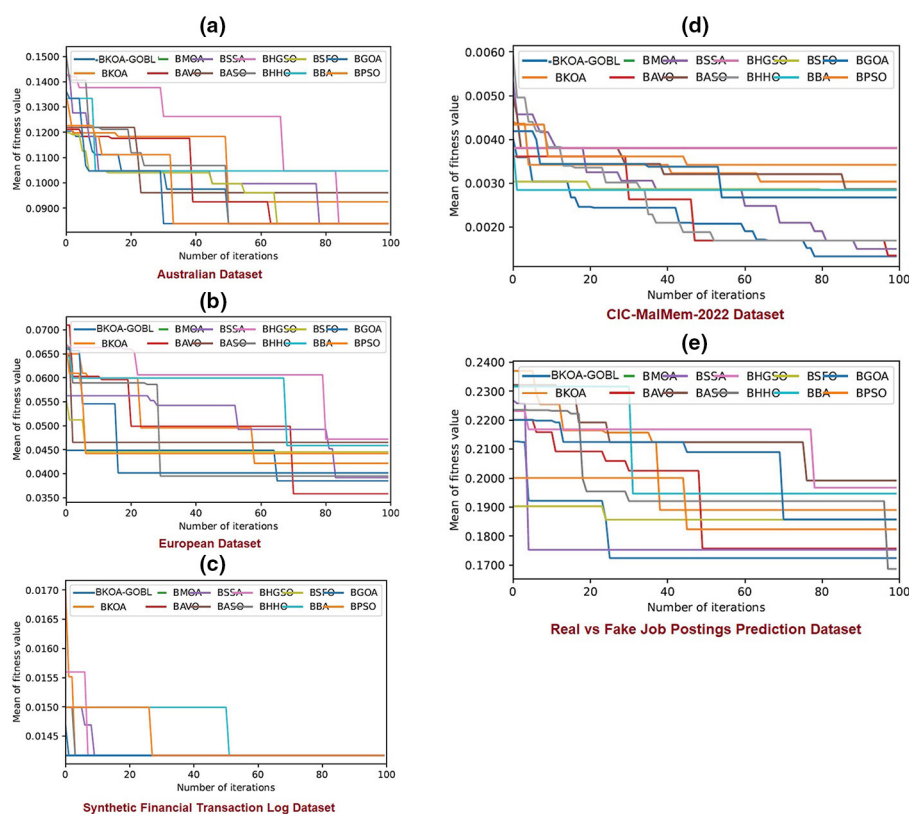 (a)
0.1500
0.1400
0.1300
0.1200
0.1100
0.1000
0.0900
Mean of fitness value
BKOA-GOBL BMOA BSSA BHGSO BSFO BGOA
BKOA BAVO BASO BHHO BBA BPSO
0 20 40 60 80 100
Number of iterations
Australian Dataset
(b)
0.0700
0.0650
0.0600
0.0550
0.0500
0.0450
0.0400
0.0350
Mean of fitness value
BKOA-GOBL BMOA BSSA BHGSO BSFO BGOA
BKOA BAVO BASO BHHO BBA BPSO
0 20 40 60 80 100
Number of iterations
European Dataset
(c)
0.0170
0.0165
0.0160
0.0155
0.0150
0.0145
Mean of fitness value
BKOA-GOBL BMOA BSSA BHGSO BSFO BGOA
BKOA BAVO BASO BHHO BBA BPSO
0 20 40 60 80 100
Number of iterations
Synthetic Financial Transaction Log Dataset
(d)
0.0060
0.0050
0.0040
0.0030
0.0020
Mean of fitness value
BKOA-GOBL BMOA BSSA BHGSO BSFO BGOA
BKOA BAVO BASO BHHO BBA BPSO
0 20 40 60 80 100
Number of iterations
CIC-MalMem-2022 Dataset
(e)
0.2400
0.2300
0.2200
0.2100
0.2000
0.1900
0.1800
0.1700
Mean of fitness value
BKOA-GOBL BMOA BSSA BHGSO BSFO BGOA
BKOA BAVO BASO BHHO BBA BPSO
0 20 40 60 80 100
Number of iterations
Real vs Fake Job Postings Prediction Dataset